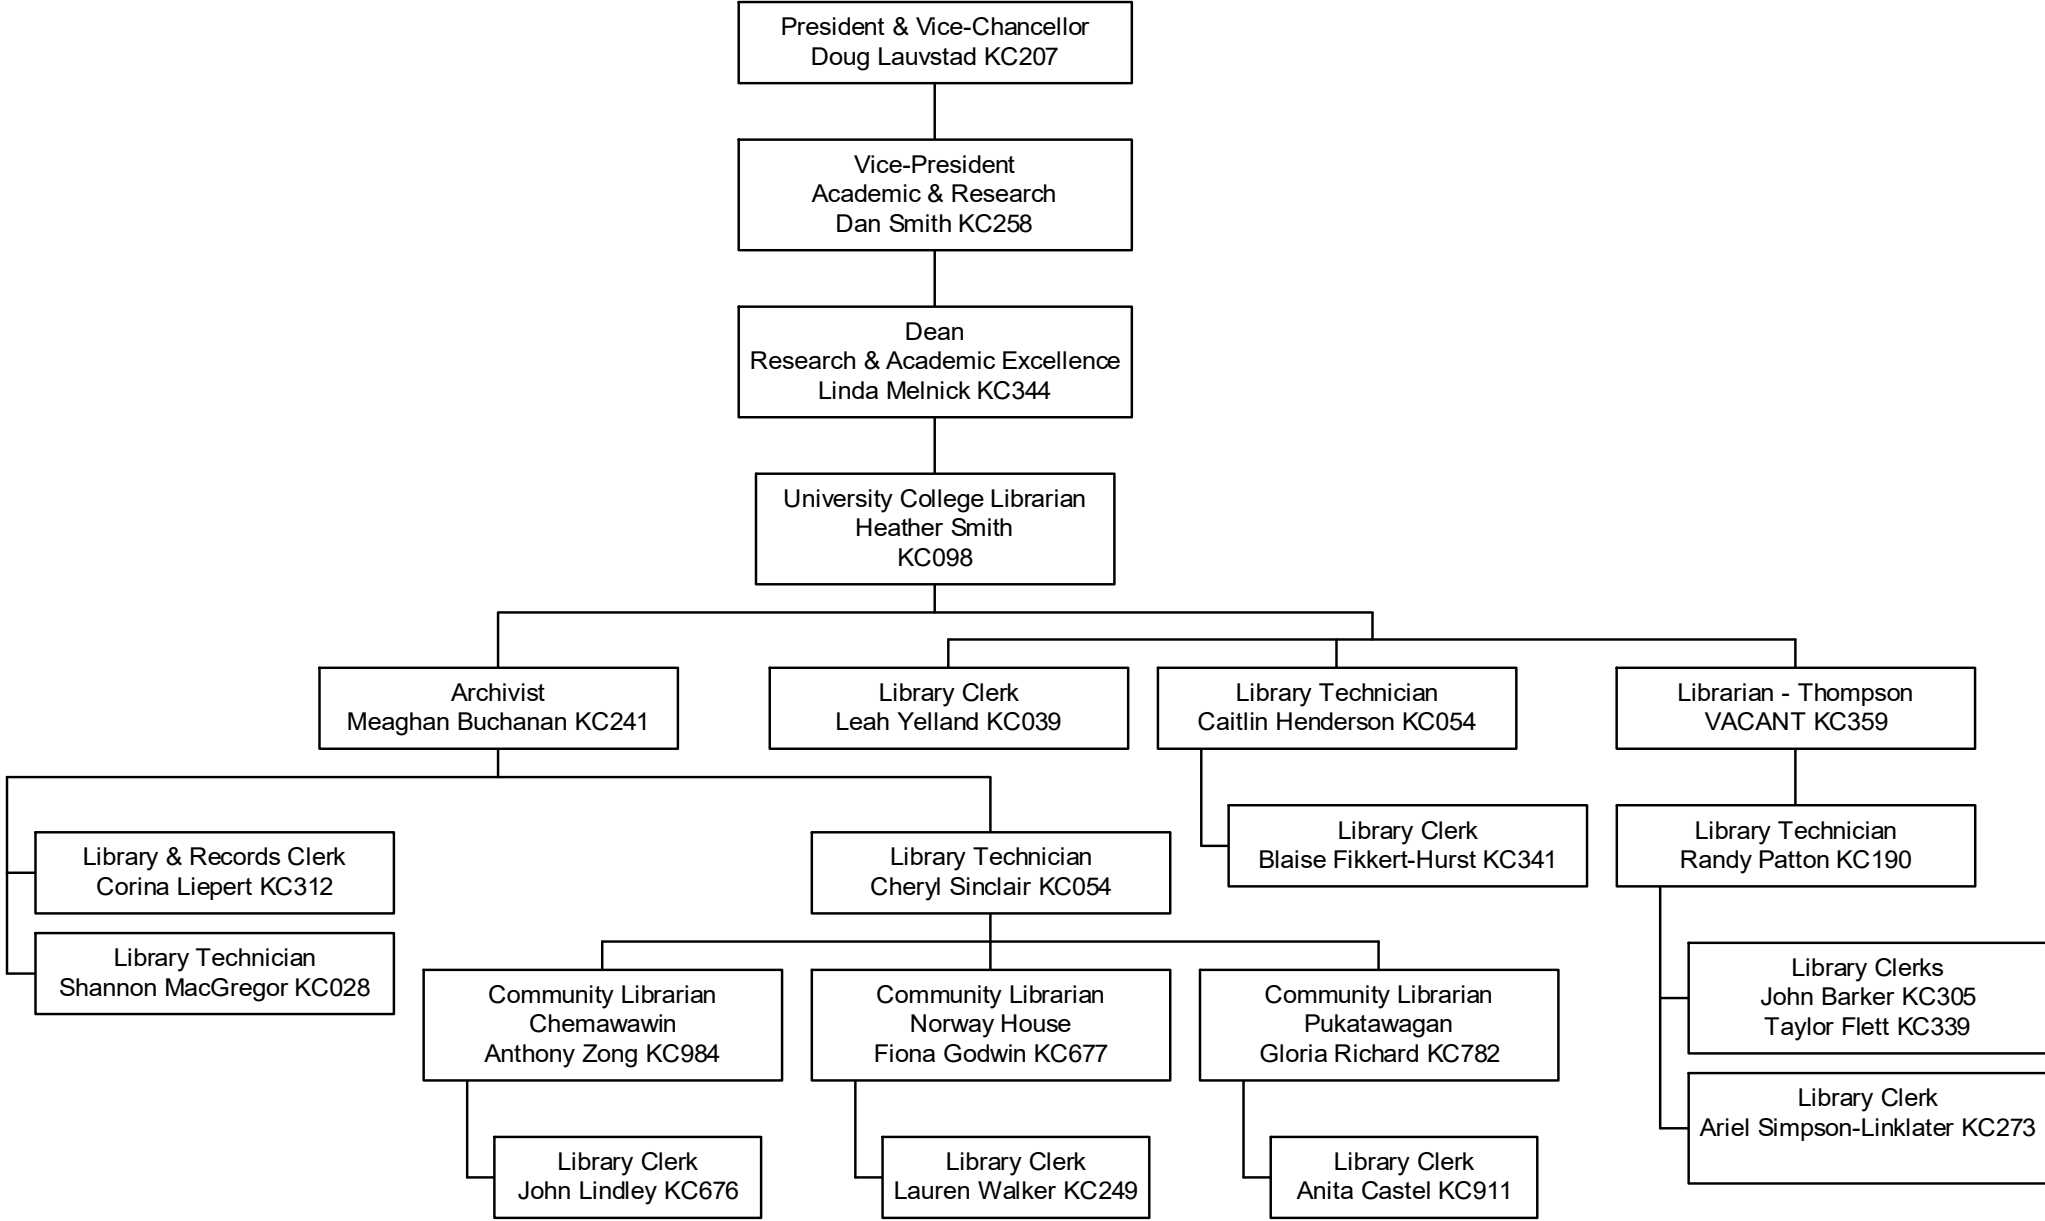 President & Vice-Chancellor
Doug Lauvstad KC207
Vice-President
Academic & Research
Dan Smith KC258
Dean
Research & Academic Excellence
Linda Melnick KC344
University College Librarian
Heather Smith
KC098
Archivist
Meaghan Buchanan KC241
Library Clerk
Leah Yelland KC039
Library Technician
Caitlin Henderson KC054
Librarian - Thompson
VACANT KC359
Library & Records Clerk
Corina Liepert KC312
Library Technician
Shannon MacGregor KC028
Library Technician
Cheryl Sinclair KC054
Library Clerk
Blaise Fikkert-Hurst KC341
Library Technician
Randy Patton KC190
Community Librarian
Chemawawin
Anthony Zong KC984
Community Librarian
Norway House
Fiona Godwin KC677
Community Librarian
Pukatawagan
Gloria Richard KC782
Library Clerks
John Barker KC305
Taylor Flett KC339
Library Clerk
Ariel Simpson-Linklater KC273
Library Clerk
John Lindley KC676
Library Clerk
Lauren Walker KC249
Library Clerk
Anita Castel KC911